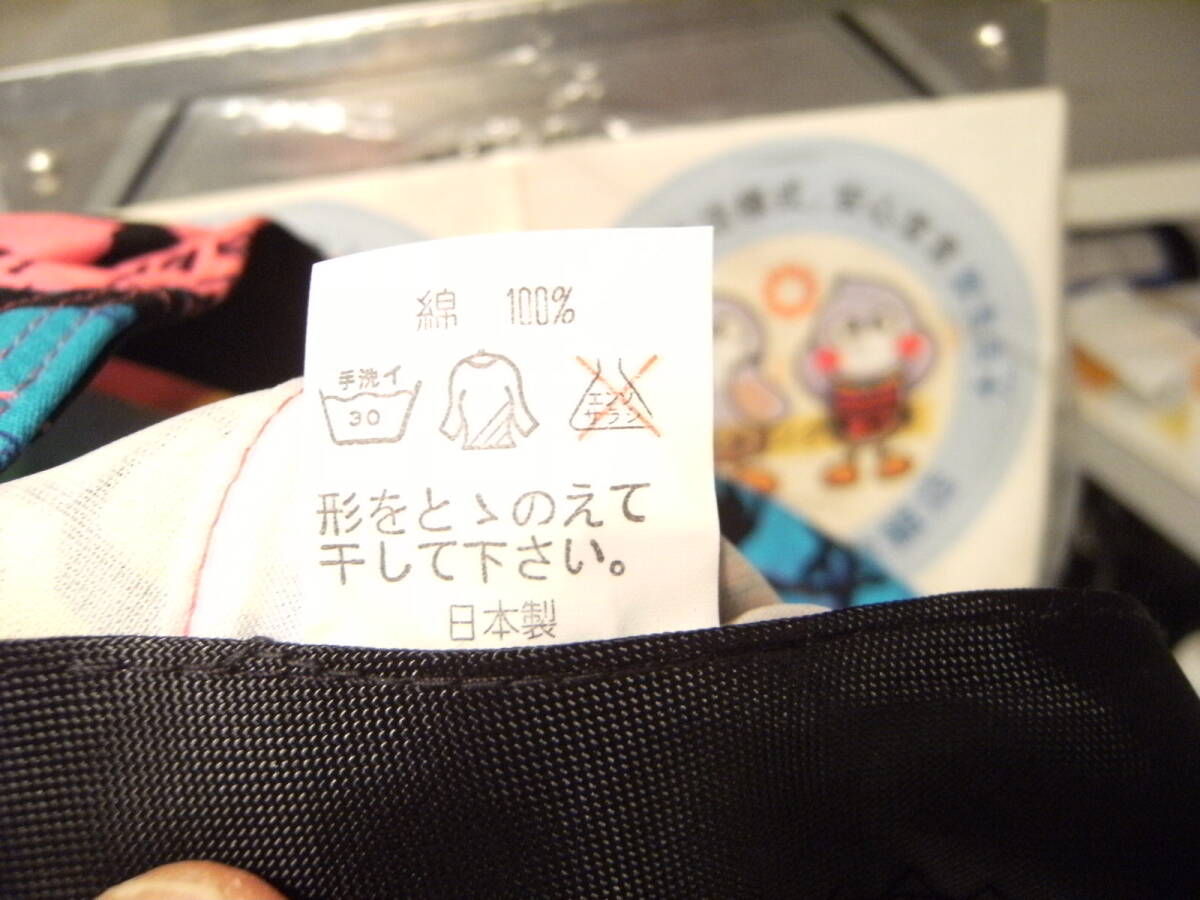 綿 100%
手洗イ
30
エンソ
サラシ
形をとゝのえて
干して下さい。
日本製